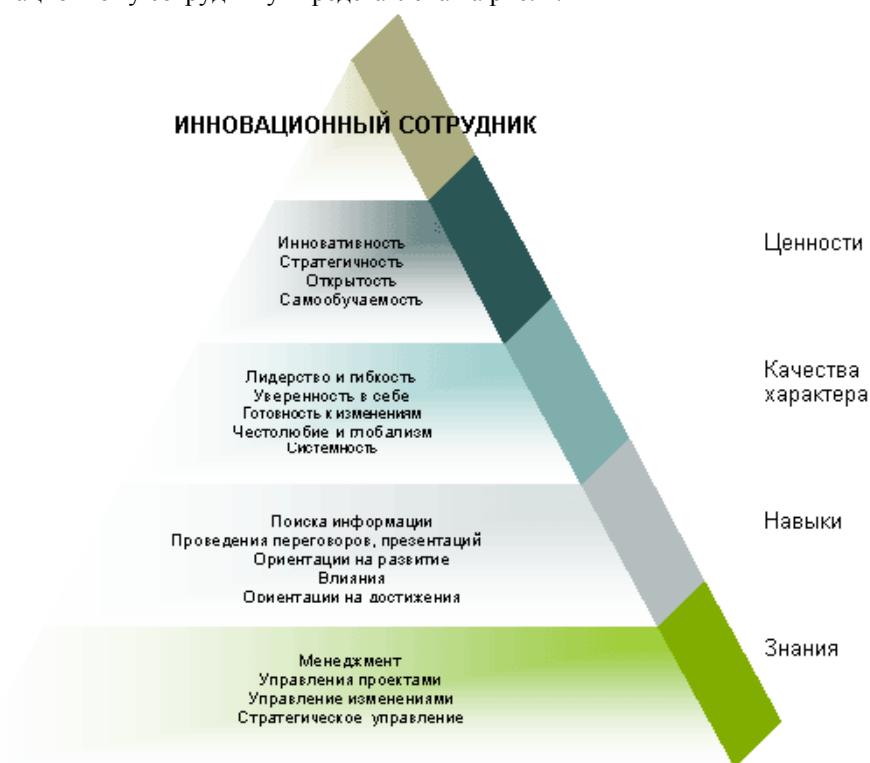 ИННОВАЦИОННЫЙ СОТРУДНИК
Инновативность
Стратегичность
Открытость
Самообучаемость
Ценности
Лидерство и гибкость
Уверенность в себе
Готовность к изменениям
Честолюбие и глобализм
Системность
Качества
характера
Поиска информации
Проведения переговоров, презентаций
Ориентации на развитие
Влияния
Ориентации на достижения
Навыки
Менеджмент
Управления проектами
Управление изменениями
Стратегическое управление
Знания